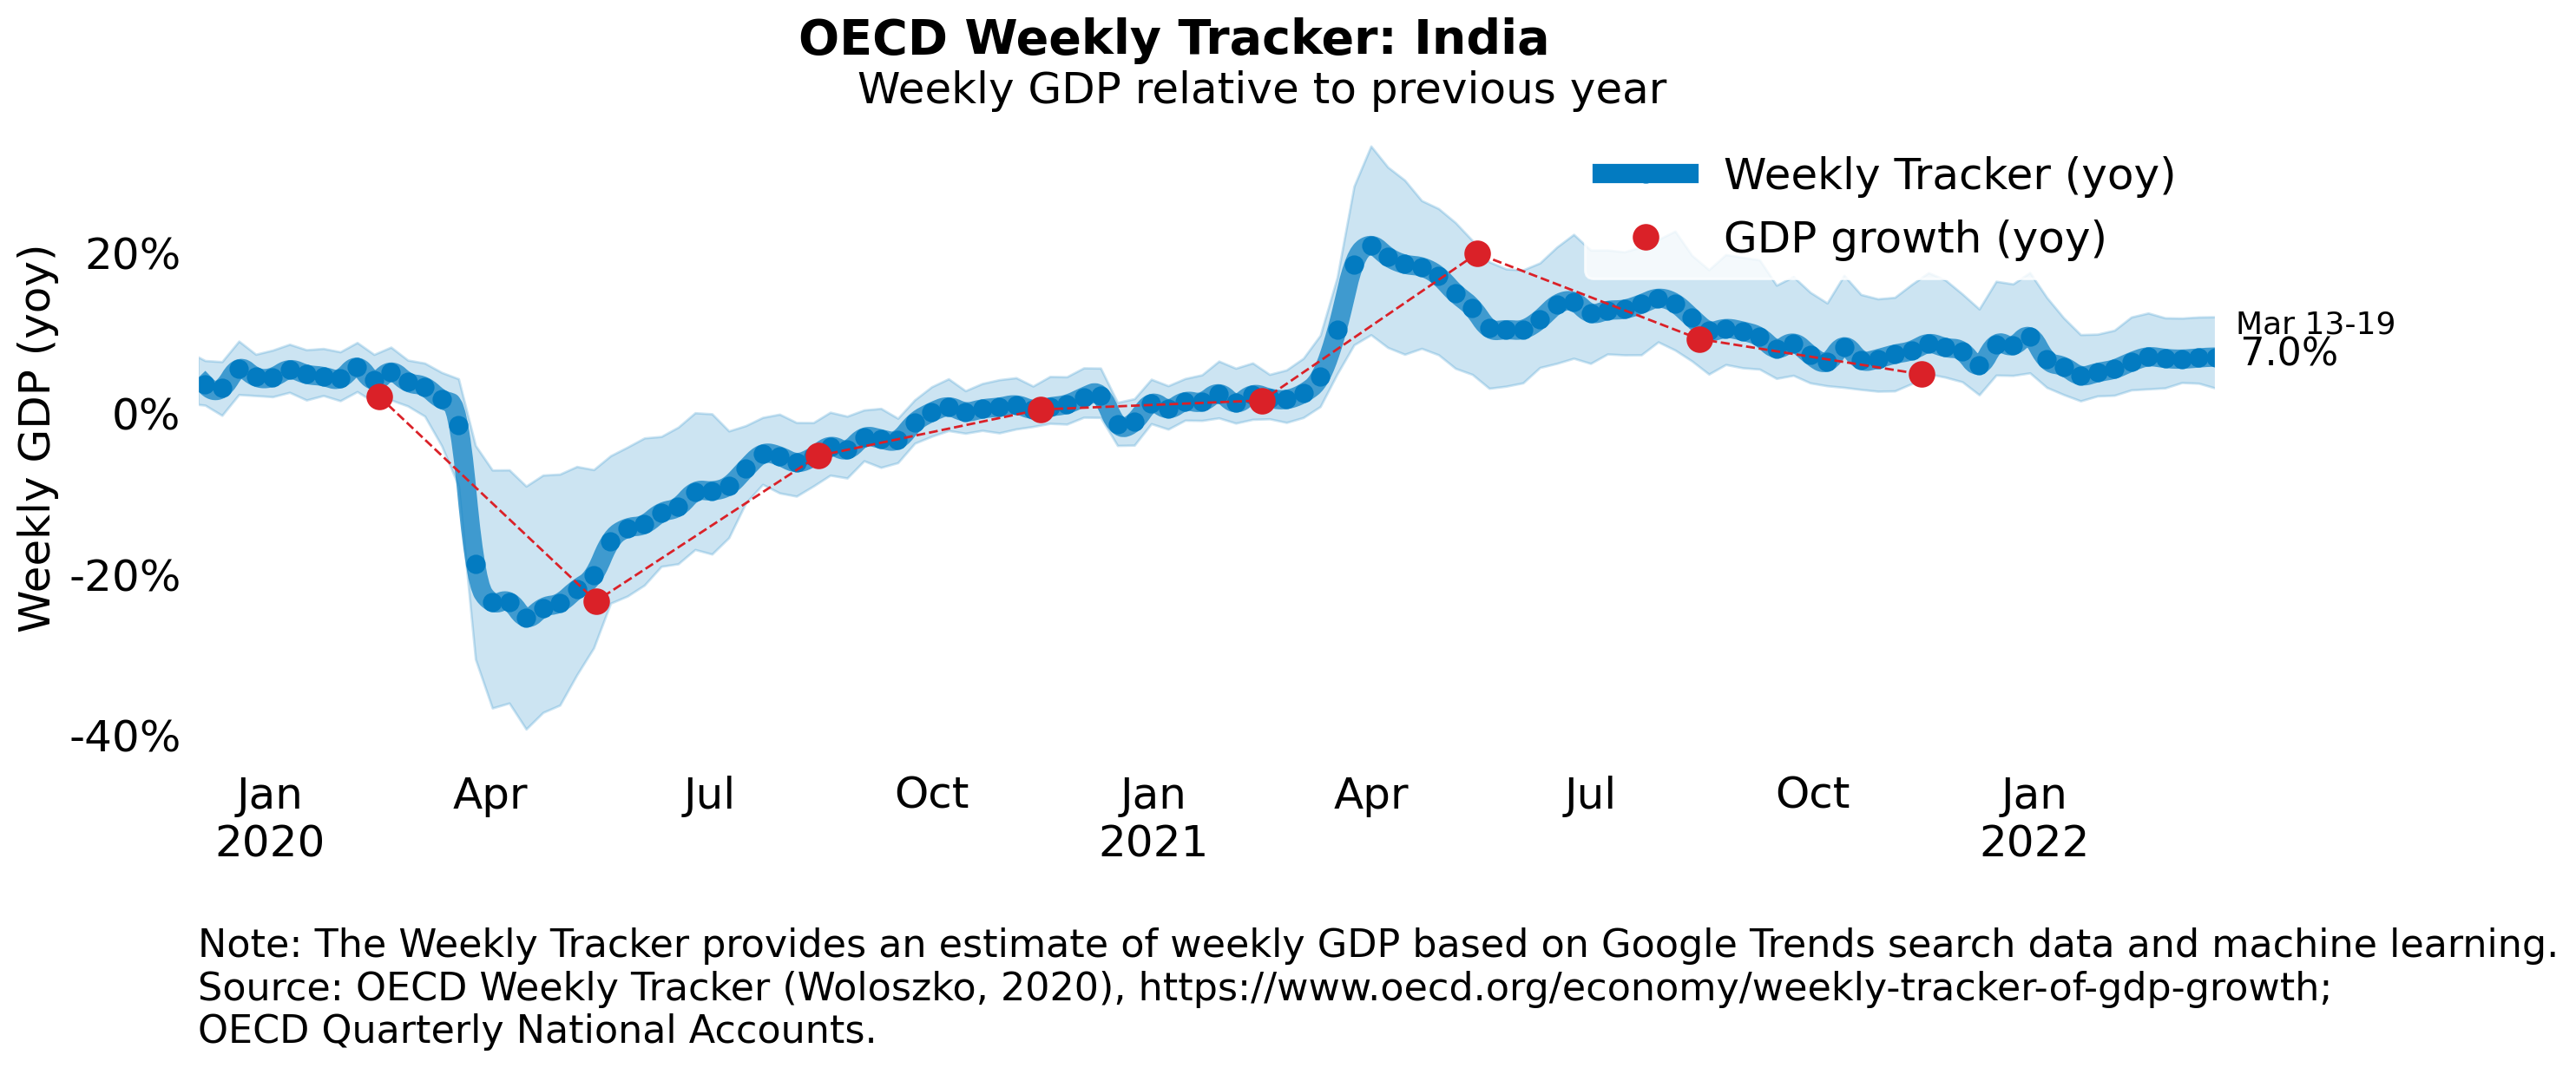 OECD Weekly Tracker: India
Weekly GDP relative to previous year
Weekly Tracker (yoy)
GDP growth (yoy)
Weekly GDP (yoy)
20%
0%
-20%
-40%
Mar 13-19
7.0%
Jan Apr Jul Oct Jan Apr Jul Oct Jan
2020 2021 2022
Note: The Weekly Tracker provides an estimate of weekly GDP based on Google Trends search data and machine learning.
Source: OECD Weekly Tracker (Woloszko, 2020), https://www.oecd.org/economy/weekly-tracker-of-gdp-growth;
OECD Quarterly National Accounts.